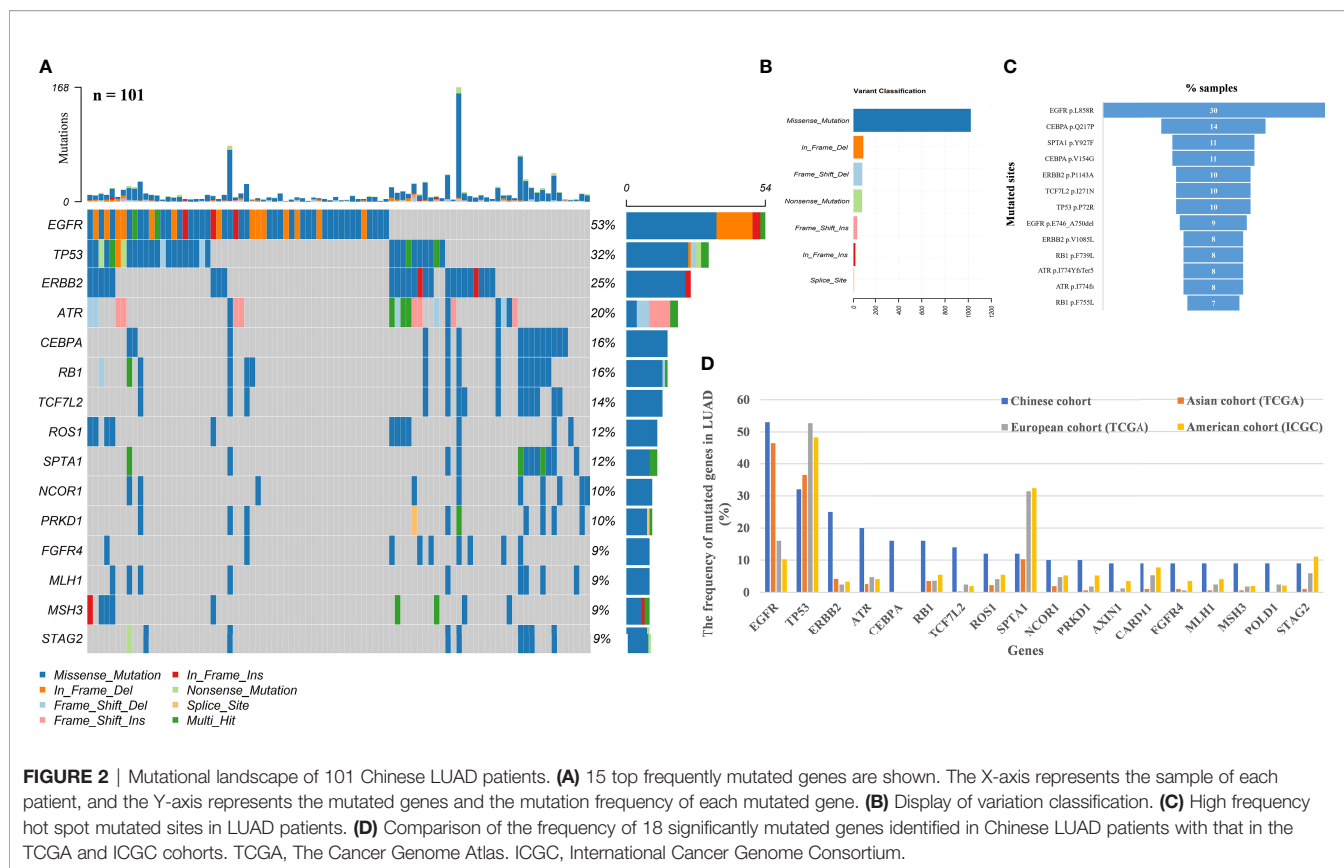 A
168
n = 101
Mutations
0
0 54
EGFR 53%
TP53 32%
ERBB2 25%
ATR 20%
CEBPA 16%
RB1 16%
TCF7L2 14%
ROS1 12%
SPTA1 12%
NCOR1 10%
PRKD1 10%
FGFR4 9%
MLH1 9%
MSH3 9%
STAG2 9%
Missense_Mutation
In_Frame_Del
Frame_Shift_Del
Frame_Shift_Ins
In_Frame_Ins
Nonsense_Mutation
Splice_Site
Multi_Hit
B
Variant Classification
Missense_Mutation
In_Frame_Del
Frame_Shift_Del
Nonsense_Mutation
Frame_Shift_Ins
In_Frame_Ins
Splice_Site
0 200 400 600 800 1000 1200
C
% samples
Mutated sites
EGFR p.L858R 30
CEBPA p.Q217P 14
SPTA1 p.Y927F 11
CEBPA p.V154G 11
ERBB2 p.P1143A 10
TCF7L2 p.I271N 10
TP53 p.P72R 10
EGFR p.E746_A750del 9
ERBB2 p.V1085L 8
RB1 p.F739L 8
ATR p.I774YfsTer5 8
ATR p.I774fs 8
RB1 p.F755L 7
D
Chinese cohort
Asian cohort (TCGA)
European cohort (TCGA)
American cohort (ICGC)
The frequency of mutated genes in LUAD
(%)
60
50
40
30
20
10
0
EGFR TP53 ERBB2 ATR CEBPA RB1 TCF7L2 ROS1 SPTA1 NCOR1 PRKD1 AXIN1 CARD11 FGFR4 MLH1 MSH3 POLD1 STAG2
Genes
FIGURE 2 | Mutational landscape of 101 Chinese LUAD patients. (A) 15 top frequently mutated genes are shown. The X-axis represents the sample of each
patient, and the Y-axis represents the mutated genes and the mutation frequency of each mutated gene. (B) Display of variation classification. (C) High frequency
hot spot mutated sites in LUAD patients. (D) Comparison of the frequency of 18 significantly mutated genes identified in Chinese LUAD patients with that in the
TCGA and ICGC cohorts. TCGA, The Cancer Genome Atlas. ICGC, International Cancer Genome Consortium.